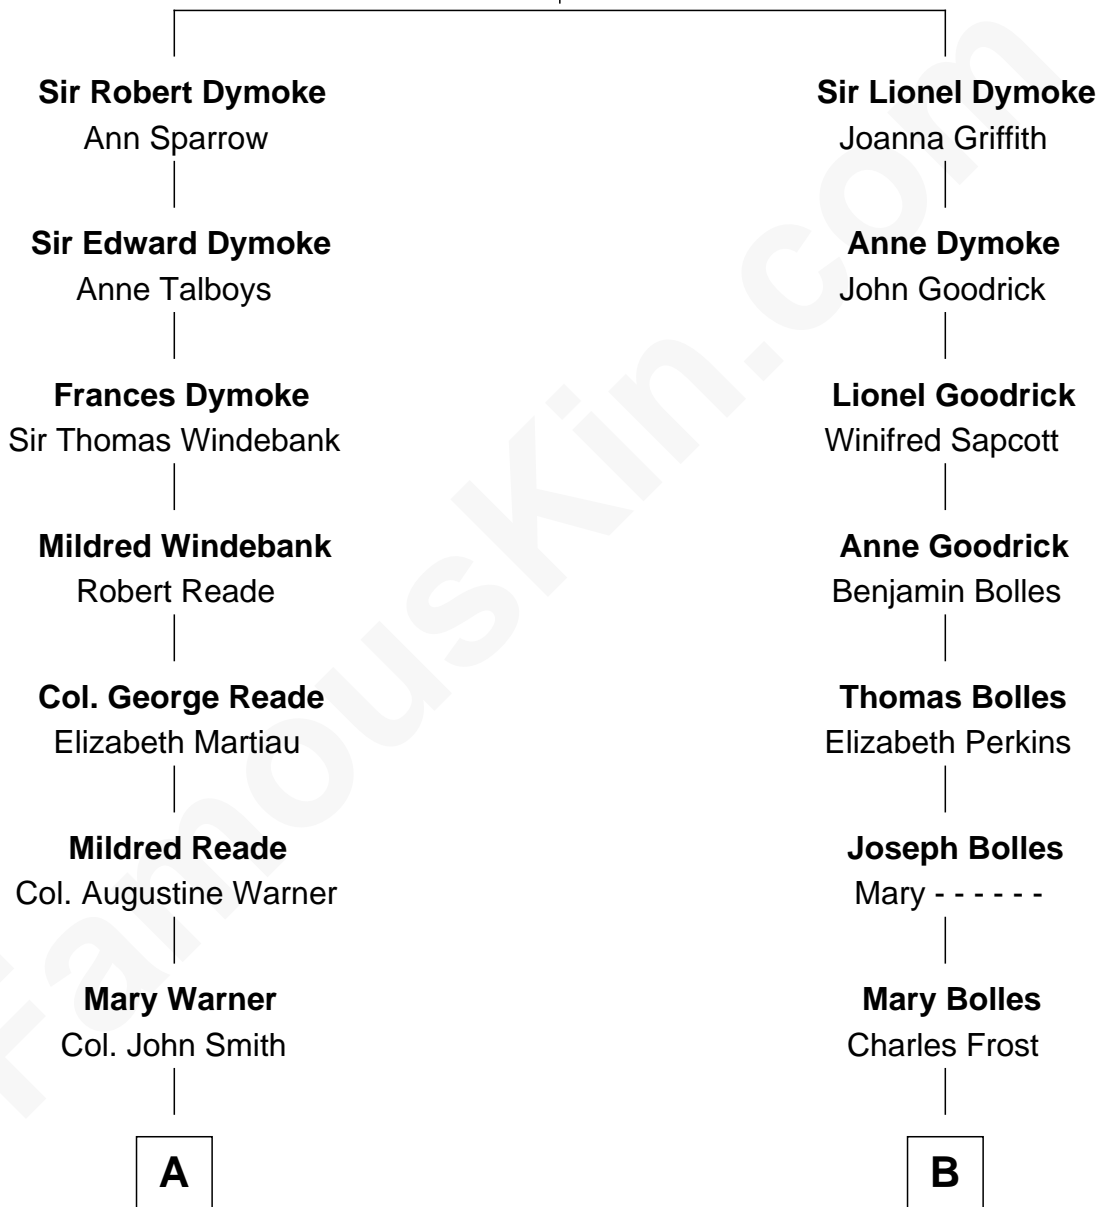 Sir Robert Dymoke
Ann Sparrow
Sir Edward Dymoke
Anne Talboys
Frances Dymoke
Sir Thomas Windebank
Mildred Windebank
Robert Reade
Col. George Reade
Elizabeth Martiau
Mildred Reade
Col. Augustine Warner
Mary Warner
Col. John Smith
A
Sir Lionel Dymoke
Joanna Griffith
Anne Dymoke
John Goodrick
Lionel Goodrick
Winifred Sapcott
Anne Goodrick
Benjamin Bolles
Thomas Bolles
Elizabeth Perkins
Joseph Bolles
Mary - - - - - -
Mary Bolles
Charles Frost
B
FamousKin.com